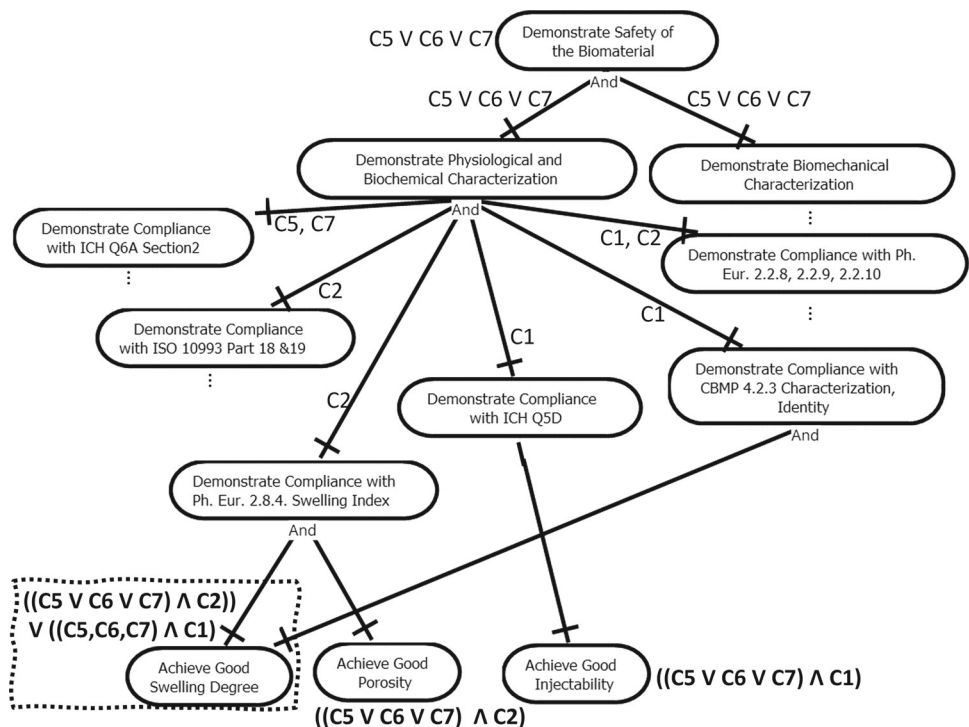 C5 V C6 V C7
Demonstrate Safety of
the Biomaterial
And
C5 V C6 V C7
C5 V C6 V C7
Demonstrate Physiological and
Biochemical Characterization
And
Demonstrate Biomechanical
Characterization
...
C5, C7
Demonstrate Compliance
with ICH Q6A Section2
...
C1, C2
Demonstrate Compliance with Ph.
Eur. 2.2.8, 2.2.9, 2.2.10
...
C2
Demonstrate Compliance
with ISO 10993 Part 18 &19
...
C1
C1
Demonstrate Compliance with
CBMP 4.2.3 Characterization,
Identity
And
C2
Demonstrate Compliance
with ICH Q5D
Demonstrate Compliance with
Ph. Eur. 2.8.4. Swelling Index
And
((C5 V C6 V C7) Λ C2))
V ((C5,C6,C7) Λ C1)
Achieve Good
Swelling Degree
Achieve Good
Porosity
((C5 V C6 V C7) Λ C2)
Achieve Good
Injectability
((C5 V C6 V C7) Λ C1)